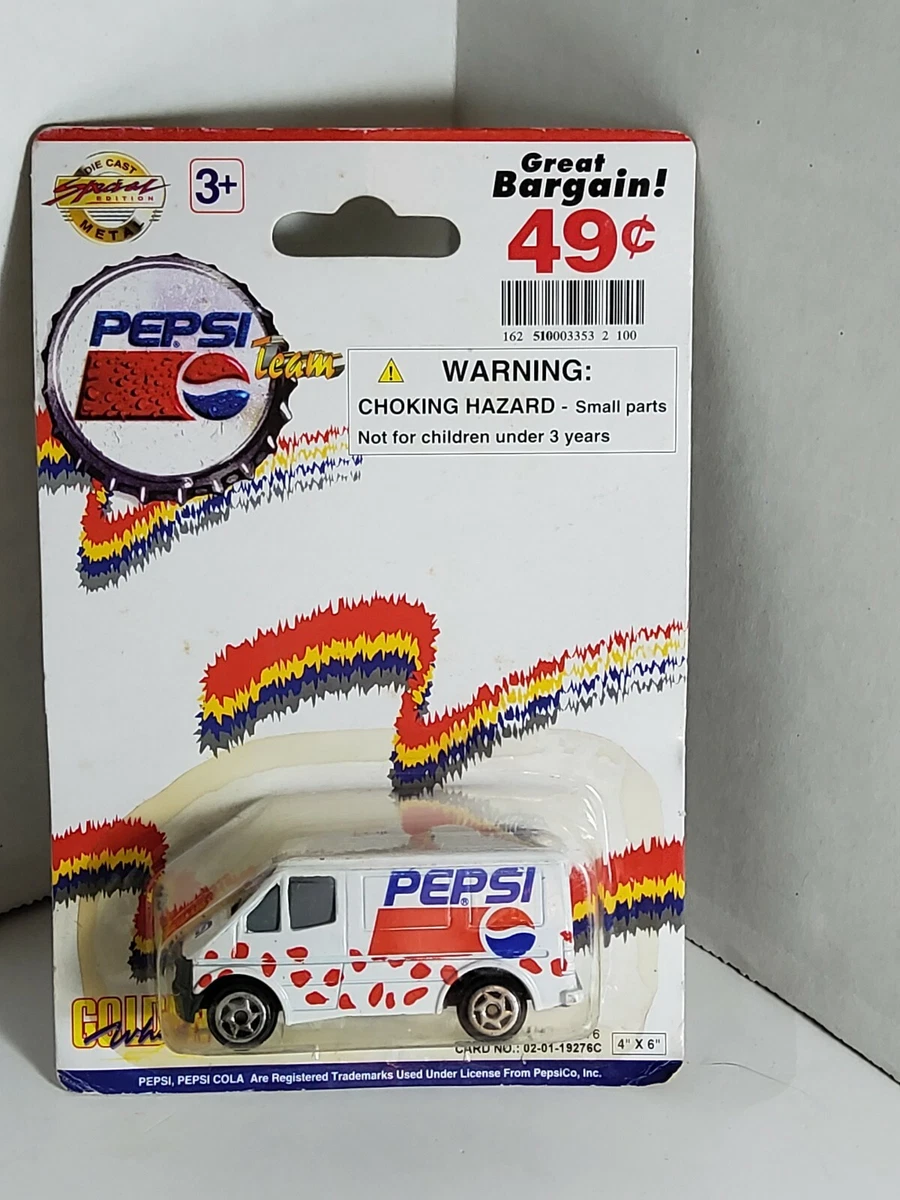 DIE CAST
Special
EDITION
METAL
3+
Great
Bargain!
49¢
162 510003353 2 100
PEPSI®
Team
WARNING:
CHOKING HAZARD - Small parts
Not for children under 3 years
PEPSI®
CARD NO.: 02-01-19276C
4" X 6"
PEPSI, PEPSI COLA Are Registered Trademarks Used Under License From PepsiCo, Inc.